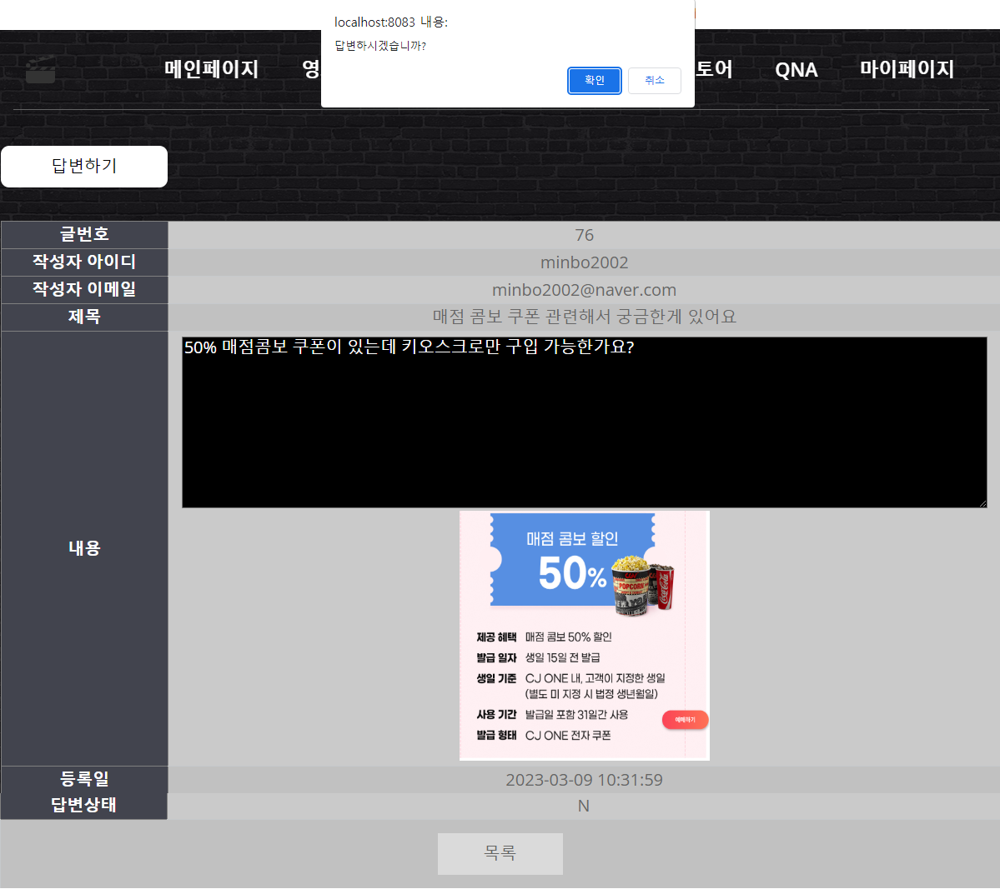 localhost:8083 내용:
답변하시겠습니까?
확인 취소
메인페이지 영 토어 QNA 마이페이지
답변하기
글번호 76
작성자 아이디 minbo2002
작성자 이메일 minbo2002@naver.com
제목 매점 콤보 쿠폰 관련해서 궁금한게 있어요
내용
50% 매점콤보 쿠폰이 있는데 키오스크로만 구입 가능한가요?
매점 콤보 할인
50%
POPCORN
Coca-Cola
제공 혜택 매점 콤보 50% 할인
발급 일자 생일 15일 전 발급
생일 기준 CJ ONE 내, 고객이 지정한 생일
(별도 미 지정 시 법정 생년월일)
사용 기간 발급일 포함 31일간 사용
예매하기
발급 형태 CJ ONE 전자 쿠폰
등록일 2023-03-09 10:31:59
답변상태 N
목록